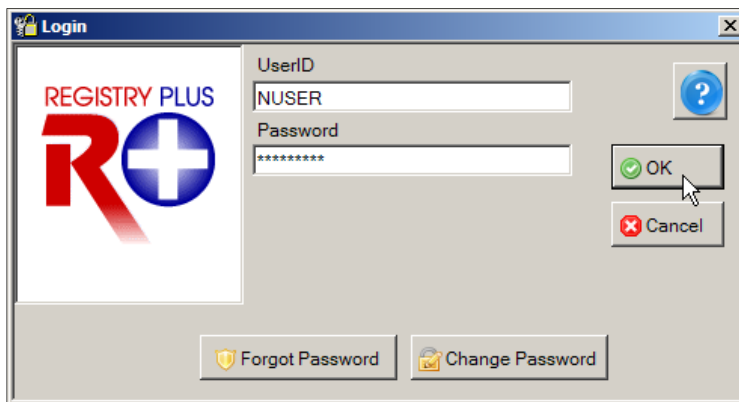 Login
REGISTRY PLUS
R+
UserID
NUSER
Password
*********
?
OK
Cancel
Forgot Password
Change Password